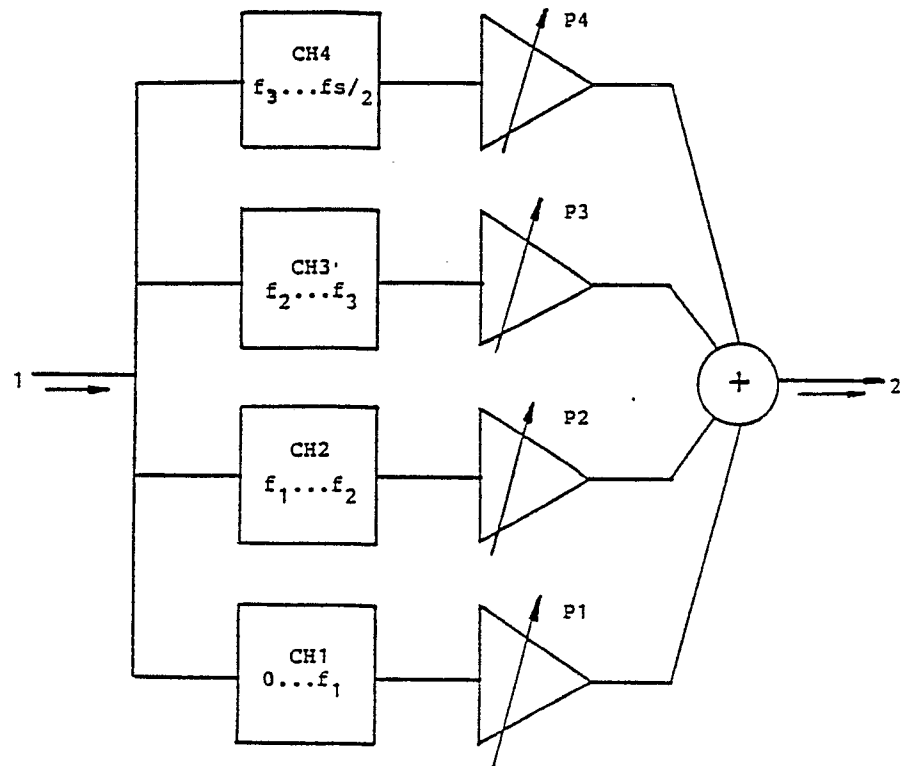 CH4
f₃...fs/₂
P4
CH3'
f₂...f₃
P3
1
+
2
CH2
f₁...f₂
P2
CH1
0...f₁
P1